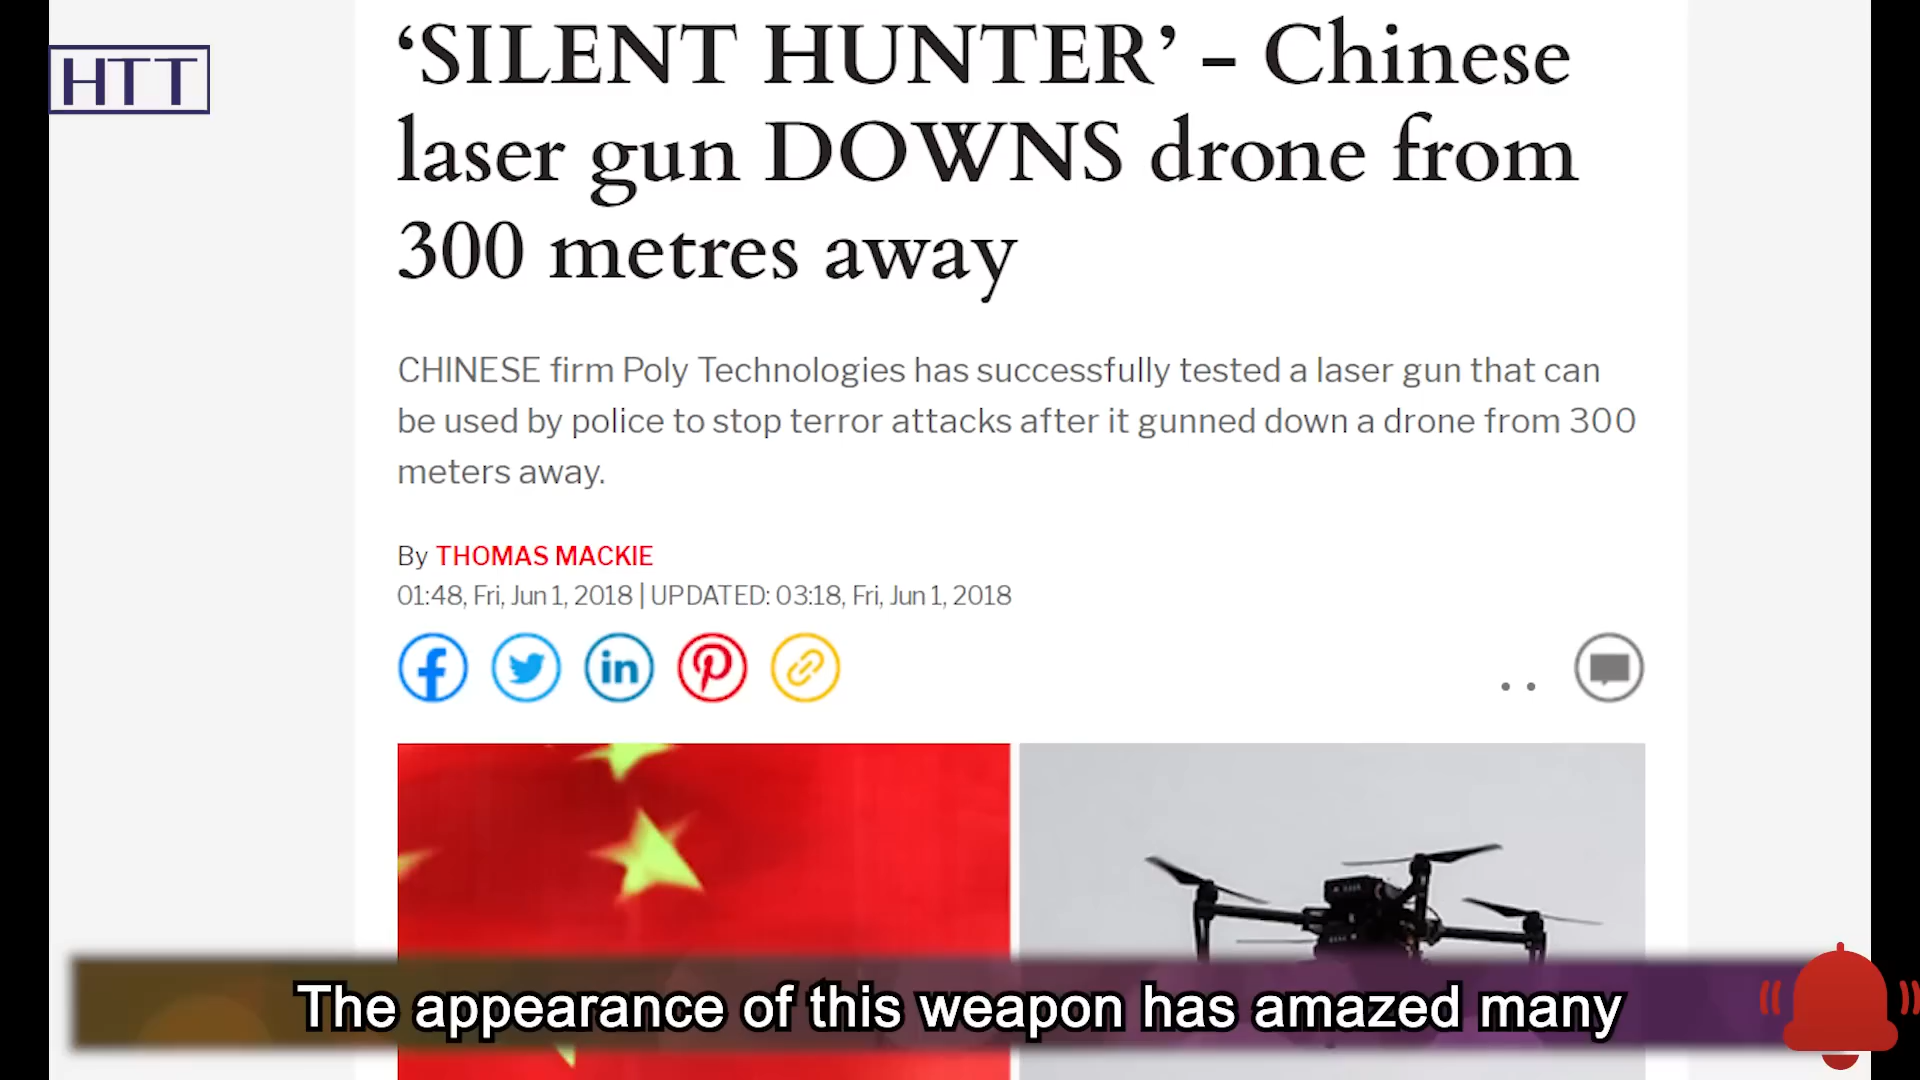 HTT
‘SILENT HUNTER’ – Chinese
laser gun DOWNS drone from
300 metres away
CHINESE firm Poly Technologies has successfully tested a laser gun that can
be used by police to stop terror attacks after it gunned down a drone from 300
meters away.
By THOMAS MACKIE
01:48, Fri, Jun 1, 2018 | UPDATED: 03:18, Fri, Jun 1, 2018
The appearance of this weapon has amazed many